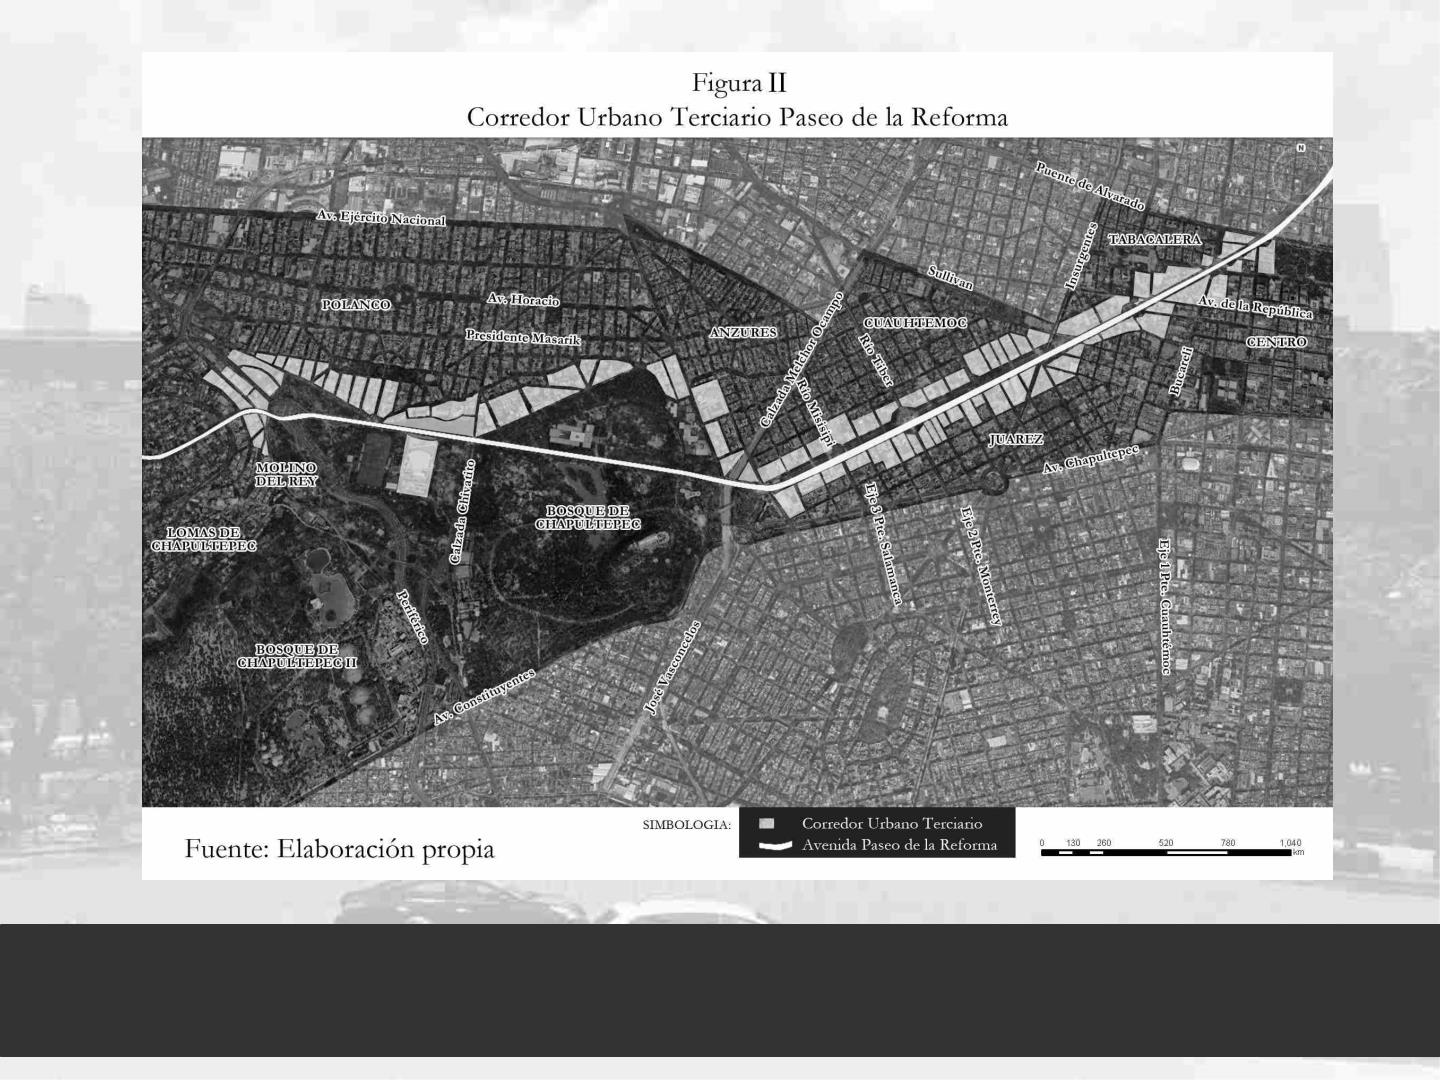 Figura II
Corredor Urbano Terciario Paseo de la Reforma
N
Puente de Alvarado
Av. Ejército Nacional
Insurgentes
TABACALERA
Sullivan
POLANCO
Av. Horacio
Av. de la República
Presidente Masarik
ANZURES
Calzada Melchor Ocampo
CUAUHTEMOC
Río Tiber
CENTRO
Bucareli
Río Misisipi
JUAREZ
Av. Chapultepec
MOLINO
DEL REY
Calzada Chivatito
BOSQUE DE
CHAPULTEPEC
LOMAS DE
CHAPULTEPEC
Eje 3 Pte. Salamanca
Eje 2 Pte. Monterrey
Eje 1 Pte. Cuauhtémoc
Periférico
BOSQUE DE
CHAPULTEPEC II
Av. Constituyentes
José Vasconcelos
SIMBOLOGIA:
Corredor Urbano Terciario
Avenida Paseo de la Reforma
0 130 260 520 780 1,040
km
Fuente: Elaboración propia